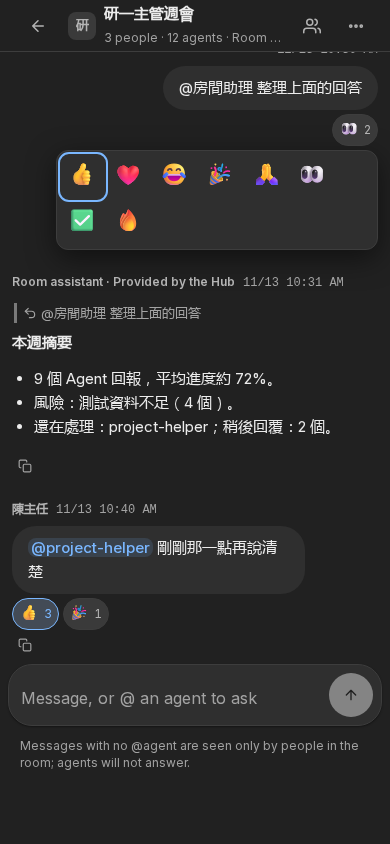 研一主管週會
研
3 people · 12 agents · Room …
@房間助理 整理上面的回答
👀 2
👍 ❤️ 😂 🎉 🙏 👀
✅ 🔥
Room assistant · Provided by the Hub 11/13 10:31 AM
@房間助理 整理上面的回答
本週摘要
• 9 個 Agent 回報，平均進度約 72%。
• 風險：測試資料不足（4 個）。
• 還在處理：project-helper；稍後回覆：2 個。
陳主任 11/13 10:40 AM
@project-helper 剛剛那一點再說清
楚
👍 3 🎉 1
Message, or @ an agent to ask
Messages with no @agent are seen only by people in the
room; agents will not answer.